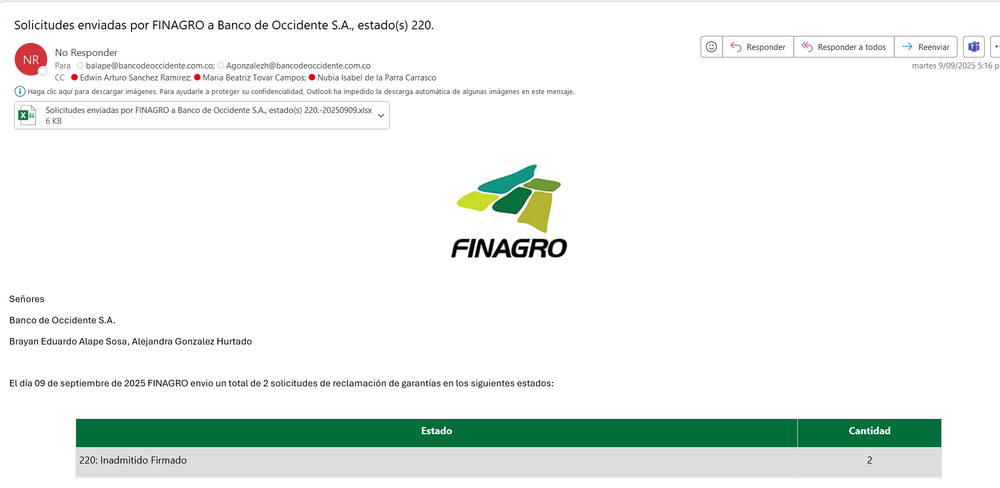 Solicitudes enviadas por FINAGRO a Banco de Occidente S.A., estado(s) 220.
NR
No Responder
Responder
Responder a todos
Reenviar
Para balape@bancodeoccidente.com.co; Agonzalezh@bancodeoccidente.com.co
martes 9/09/2025 5:16 p
CC Edwin Arturo Sanchez Ramirez; Maria Beatriz Tovar Campos; Nubia Isabel de la Parra Carrasco
Haga clic aquí para descargar imágenes. Para ayudarle a proteger su confidencialidad, Outlook ha impedido la descarga automática de algunas imágenes en este mensaje.
Solicitudes enviadas por FINAGRO a Banco de Occidente S.A., estado(s) 220.-20250909.xlsx
6 KB
FINAGRO
Señores
Banco de Occidente S.A.
Brayan Eduardo Alape Sosa, Alejandra Gonzalez Hurtado
El día 09 de septiembre de 2025 FINAGRO envio un total de 2 solicitudes de reclamación de garantías en los siguientes estados:
Estado Cantidad
220: Inadmitido Firmado 2